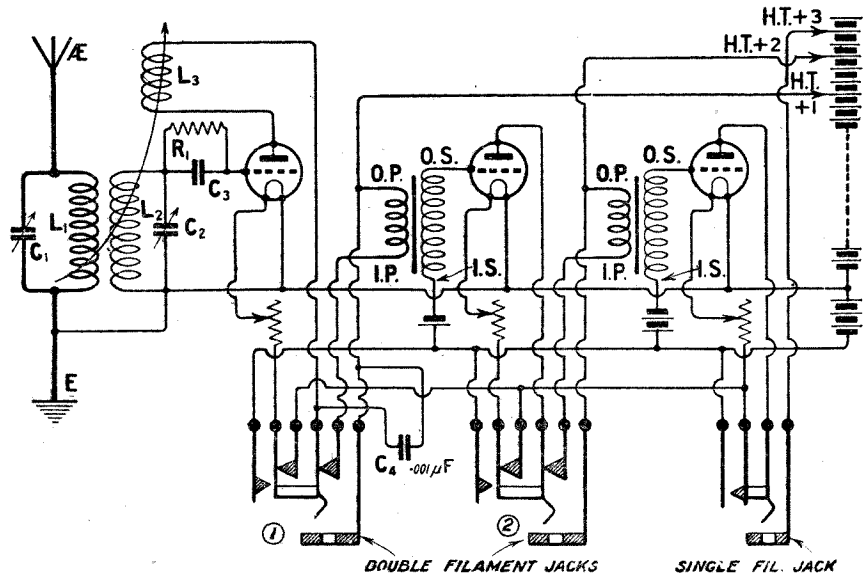 H.T.+3
Æ
H.T.+2
L₃
H.T.
+1
R₁
C₃
O.P.
O.S.
O.P.
O.S.
L₁
L₂
C₂
C₁
I.P.
I.S.
I.P.
I.S.
E
C₄ ·001µF
1
2
DOUBLE FILAMENT JACKS
SINGLE FIL. JACK